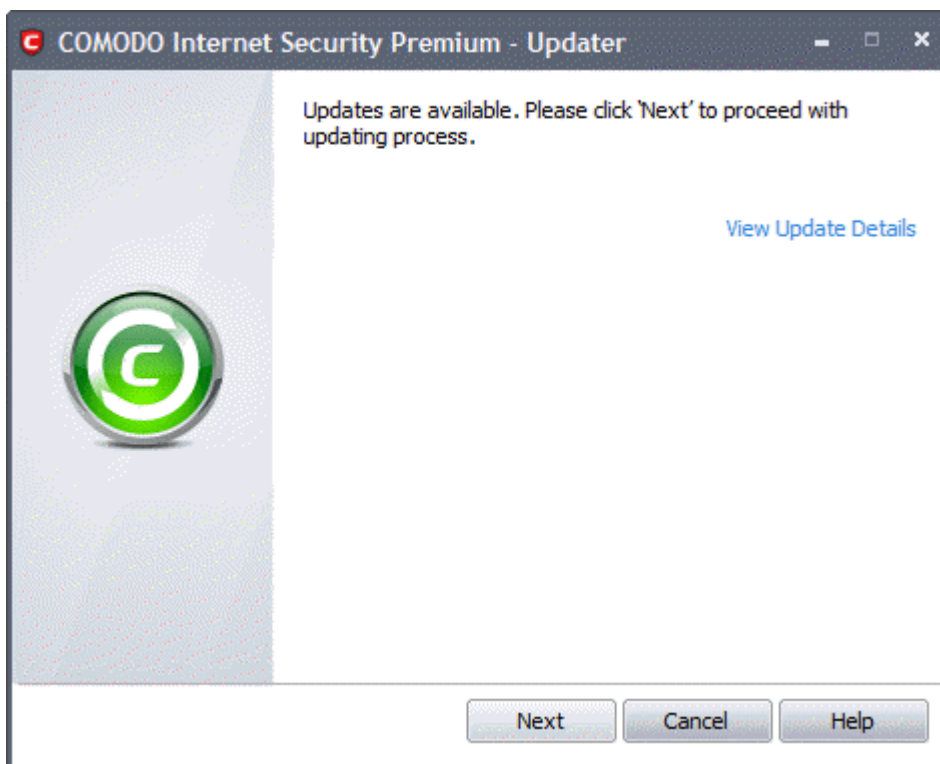 COMODO Internet Security Premium - Updater
Updates are available. Please click 'Next' to proceed with
updating process.
View Update Details
Next
Cancel
Help